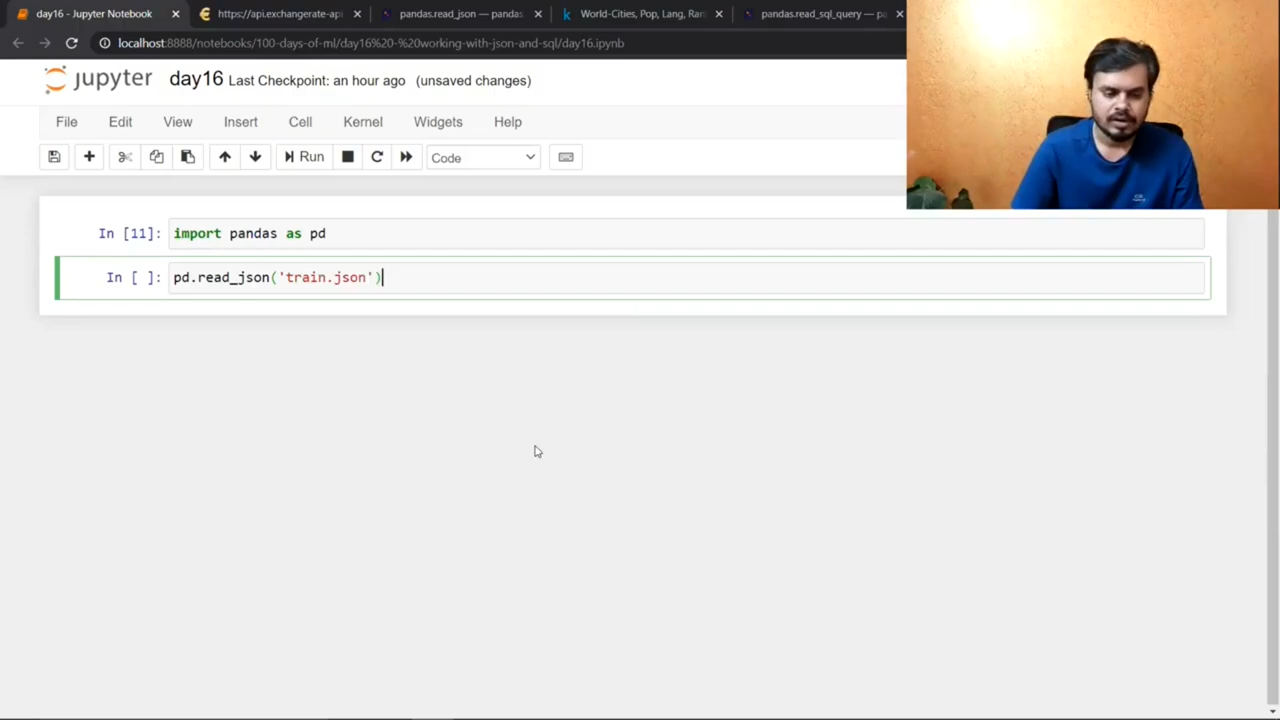 day16 - Jupyter Notebook
https://api.exchangerate-api
pandas.read_json — pandas
World-Cities, Pop, Lang, Ran
pandas.read_sql_query — pa
localhost:8888/notebooks/100-days-of-ml/day16%20-%20working-with-json-and-sql/day16.ipynb
jupyter day16 Last Checkpoint: an hour ago (unsaved changes)
File Edit View Insert Cell Kernel Widgets Help
Run Code
In [11]: import pandas as pd
In [ ]: pd.read_json('train.json')